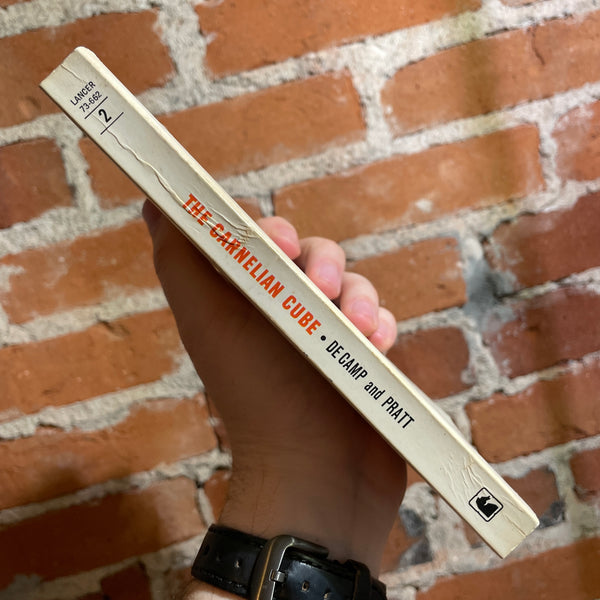 LANCER
73-662
2
THE CARNELIAN CUBE • DE CAMP and PRATT